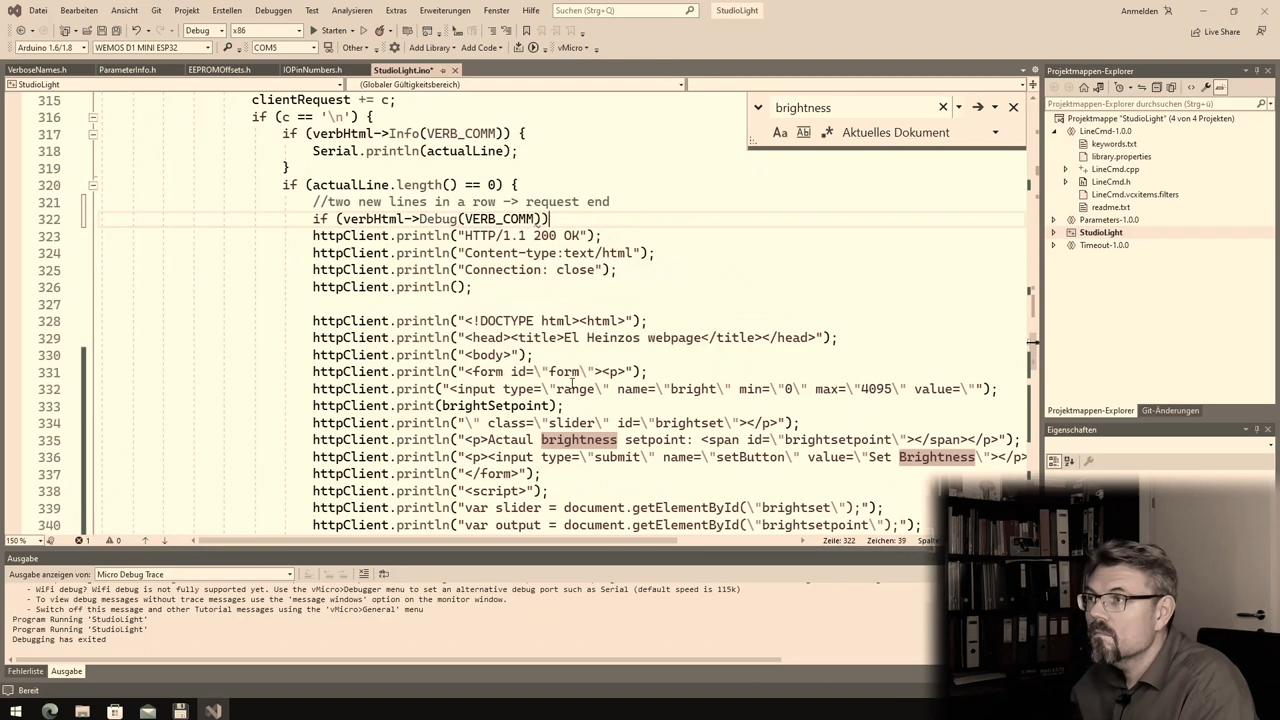 Datei Bearbeiten Ansicht Git Projekt Erstellen Debuggen Test Analysieren Extras Erweiterungen Fenster Hilfe Suchen (Strg+Q) StudioLight Anmelden
Debug x86 Starten Live Share
Arduino 1.6/1.8 WEMOS D1 MINI ESP32 COM5 Other Add Library Add Code vMicro
VerboseNames.h ParameterInfo.h EEPROMOffsets.h IOPinNumbers.h StudioLight.ino* Projektmappen-Explorer
StudioLight (Globaler Gültigkeitsbereich)
Projektmappen-Explorer durchsuchen (Strg+ü)
Projektmappe "StudioLight" (4 von 4 Projekten)
LineCmd-1.0.0
keywords.txt
library.properties
LineCmd.cpp
LineCmd.h
LineCmd.vcxitems.filters
readme.txt
Parameters-1.0.0
StudioLight
Timeout-1.0.0
Projektmappen-Explorer Git-Änderungen
Eigenschaften
brightness
Aktuelles Dokument
315 clientRequest += c;
316 if (c == '\n') {
317 if (verbHtml->Info(VERB_COMM)) {
318 Serial.println(actualLine);
319 }
320 if (actualLine.length() == 0) {
321 //two new lines in a row -> request end
322 if (verbHtml->Debug(VERB_COMM))
323 httpClient.println("HTTP/1.1 200 OK");
324 httpClient.println("Content-type:text/html");
325 httpClient.println("Connection: close");
326 httpClient.println();
327
328 httpClient.println("<!DOCTYPE html><html>");
329 httpClient.println("<head><title>El Heinzos webpage</title></head>");
330 httpClient.println("<body>");
331 httpClient.println("<form id=\"form\"><p>");
332 httpClient.print("<input type=\"range\" name=\"bright\" min=\"0\" max=\"4095\" value=\"");
333 httpClient.print(brightSetpoint);
334 httpClient.println("\" class=\"slider\" id=\"brightset\"></p>");
335 httpClient.println("<p>Actaul brightness setpoint: <span id=\"brightsetpoint\"></span></p>");
336 httpClient.println("<p><input type=\"submit\" name=\"setButton\" value=\"Set Brightness\"></p>
337 httpClient.println("</form>");
338 httpClient.println("<script>");
339 httpClient.println("var slider = document.getElementById(\"brightset\");");
340 httpClient.println("var output = document.getElementById(\"brightsetpoint\");");
150 % 1 0 Zeile: 322 Zeichen: 39
Ausgabe
Ausgabe anzeigen von: Micro Debug Trace
- WiFi debug? Wifi debug is not fully supported yet. Use the vMicro>Debugger menu to set an alternative debug port such as Serial (default speed is 115k)
- To view debug messages without trace messages use the 'message windows' option on the monitor window.
- Switch off this message and other Tutorial messages using the 'vMicro>General' menu
Program Running 'StudioLight'
Program Running 'StudioLight'
Debugging has exited
Fehlerliste Ausgabe
Bereit